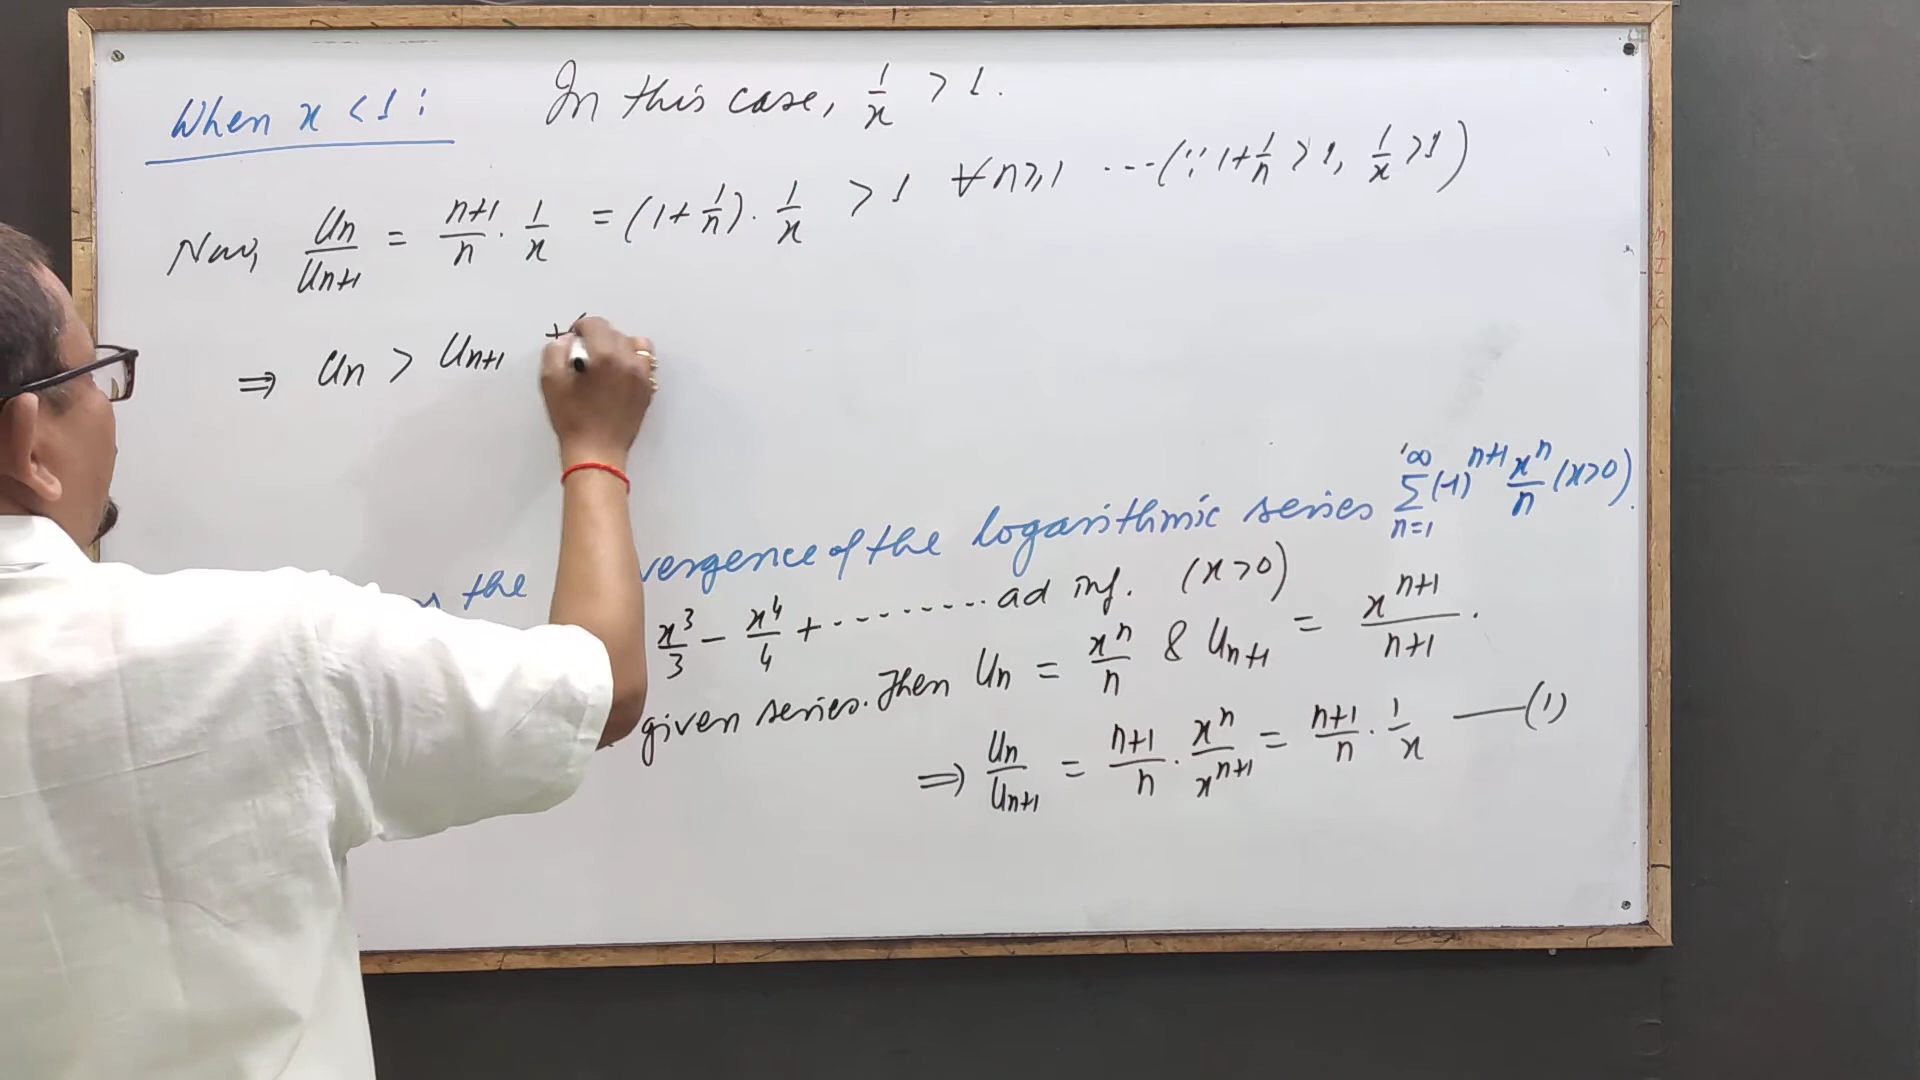 When x < 1 : In this case, 1/x > 1.
Now, Un/Un+1 = n+1/n · 1/x = (1+1/n) · 1/x > 1 ∀ n ≥ 1 ---(∵ 1+1/n > 1, 1/x > 1)
⇒ Un > Un+1
the vergence of the logarithmic series ∞∑n=1 (-1)^n+1 x^n/n (x>0).
x^3/3 - x^4/4 + --------- ad inf. (x>0)
given series. Then Un = x^n/n & Un+1 = x^n+1/n+1.
⇒ Un/Un+1 = n+1/n · x^n/x^n+1 = n+1/n · 1/x —(1)